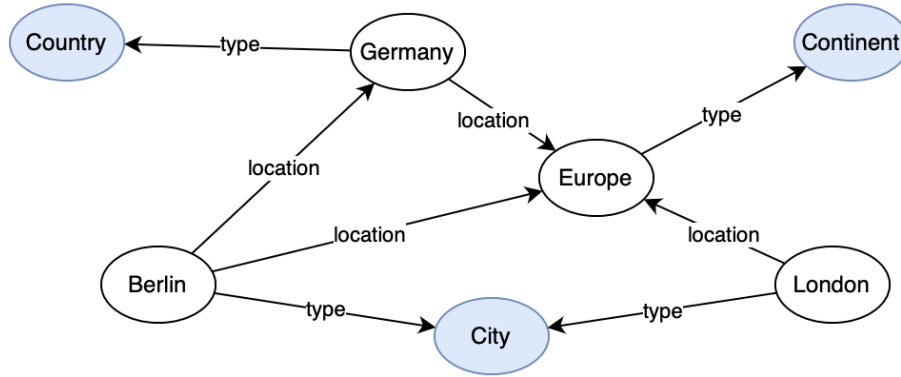 Country
type
Germany
Continent
location
type
location
Europe
location
location
Berlin
London
type
type
City